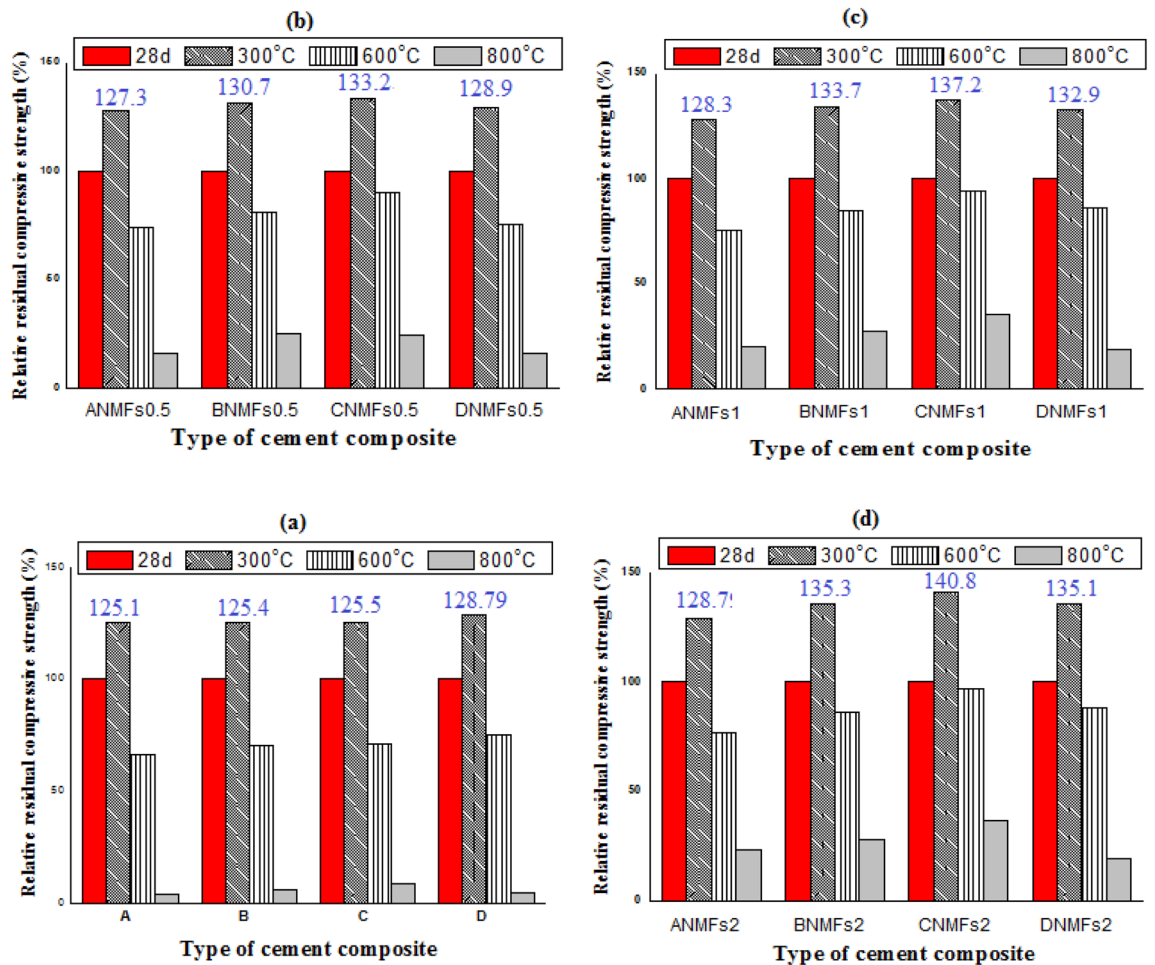 (b)
28d 300°C 600°C 800°C
Relative residual compressive strength (%)
150
100
50
0
127.3 130.7 133.2 128.9
ANMFs0.5 BNMFs0.5 CNMFs0.5 DNMFs0.5
Type of cement composite
(c)
28d 300°C 600°C 800°C
Relative residual compressive strength (%)
150
100
50
0
128.3 133.7 137.2 132.9
ANMFs1 BNMFs1 CNMFs1 DNMFs1
Type of cement composite
(a)
28d 300°C 600°C 800°C
Relative residual compressive strength (%)
150
100
50
0
125.1 125.4 125.5 128.79
A B C D
Type of cement composite
(d)
28d 300°C 600°C 800°C
Relative residual compressive strength (%)
150
100
50
0
128.79 135.3 140.8 135.1
ANMFs2 BNMFs2 CNMFs2 DNMFs2
Type of cement composite